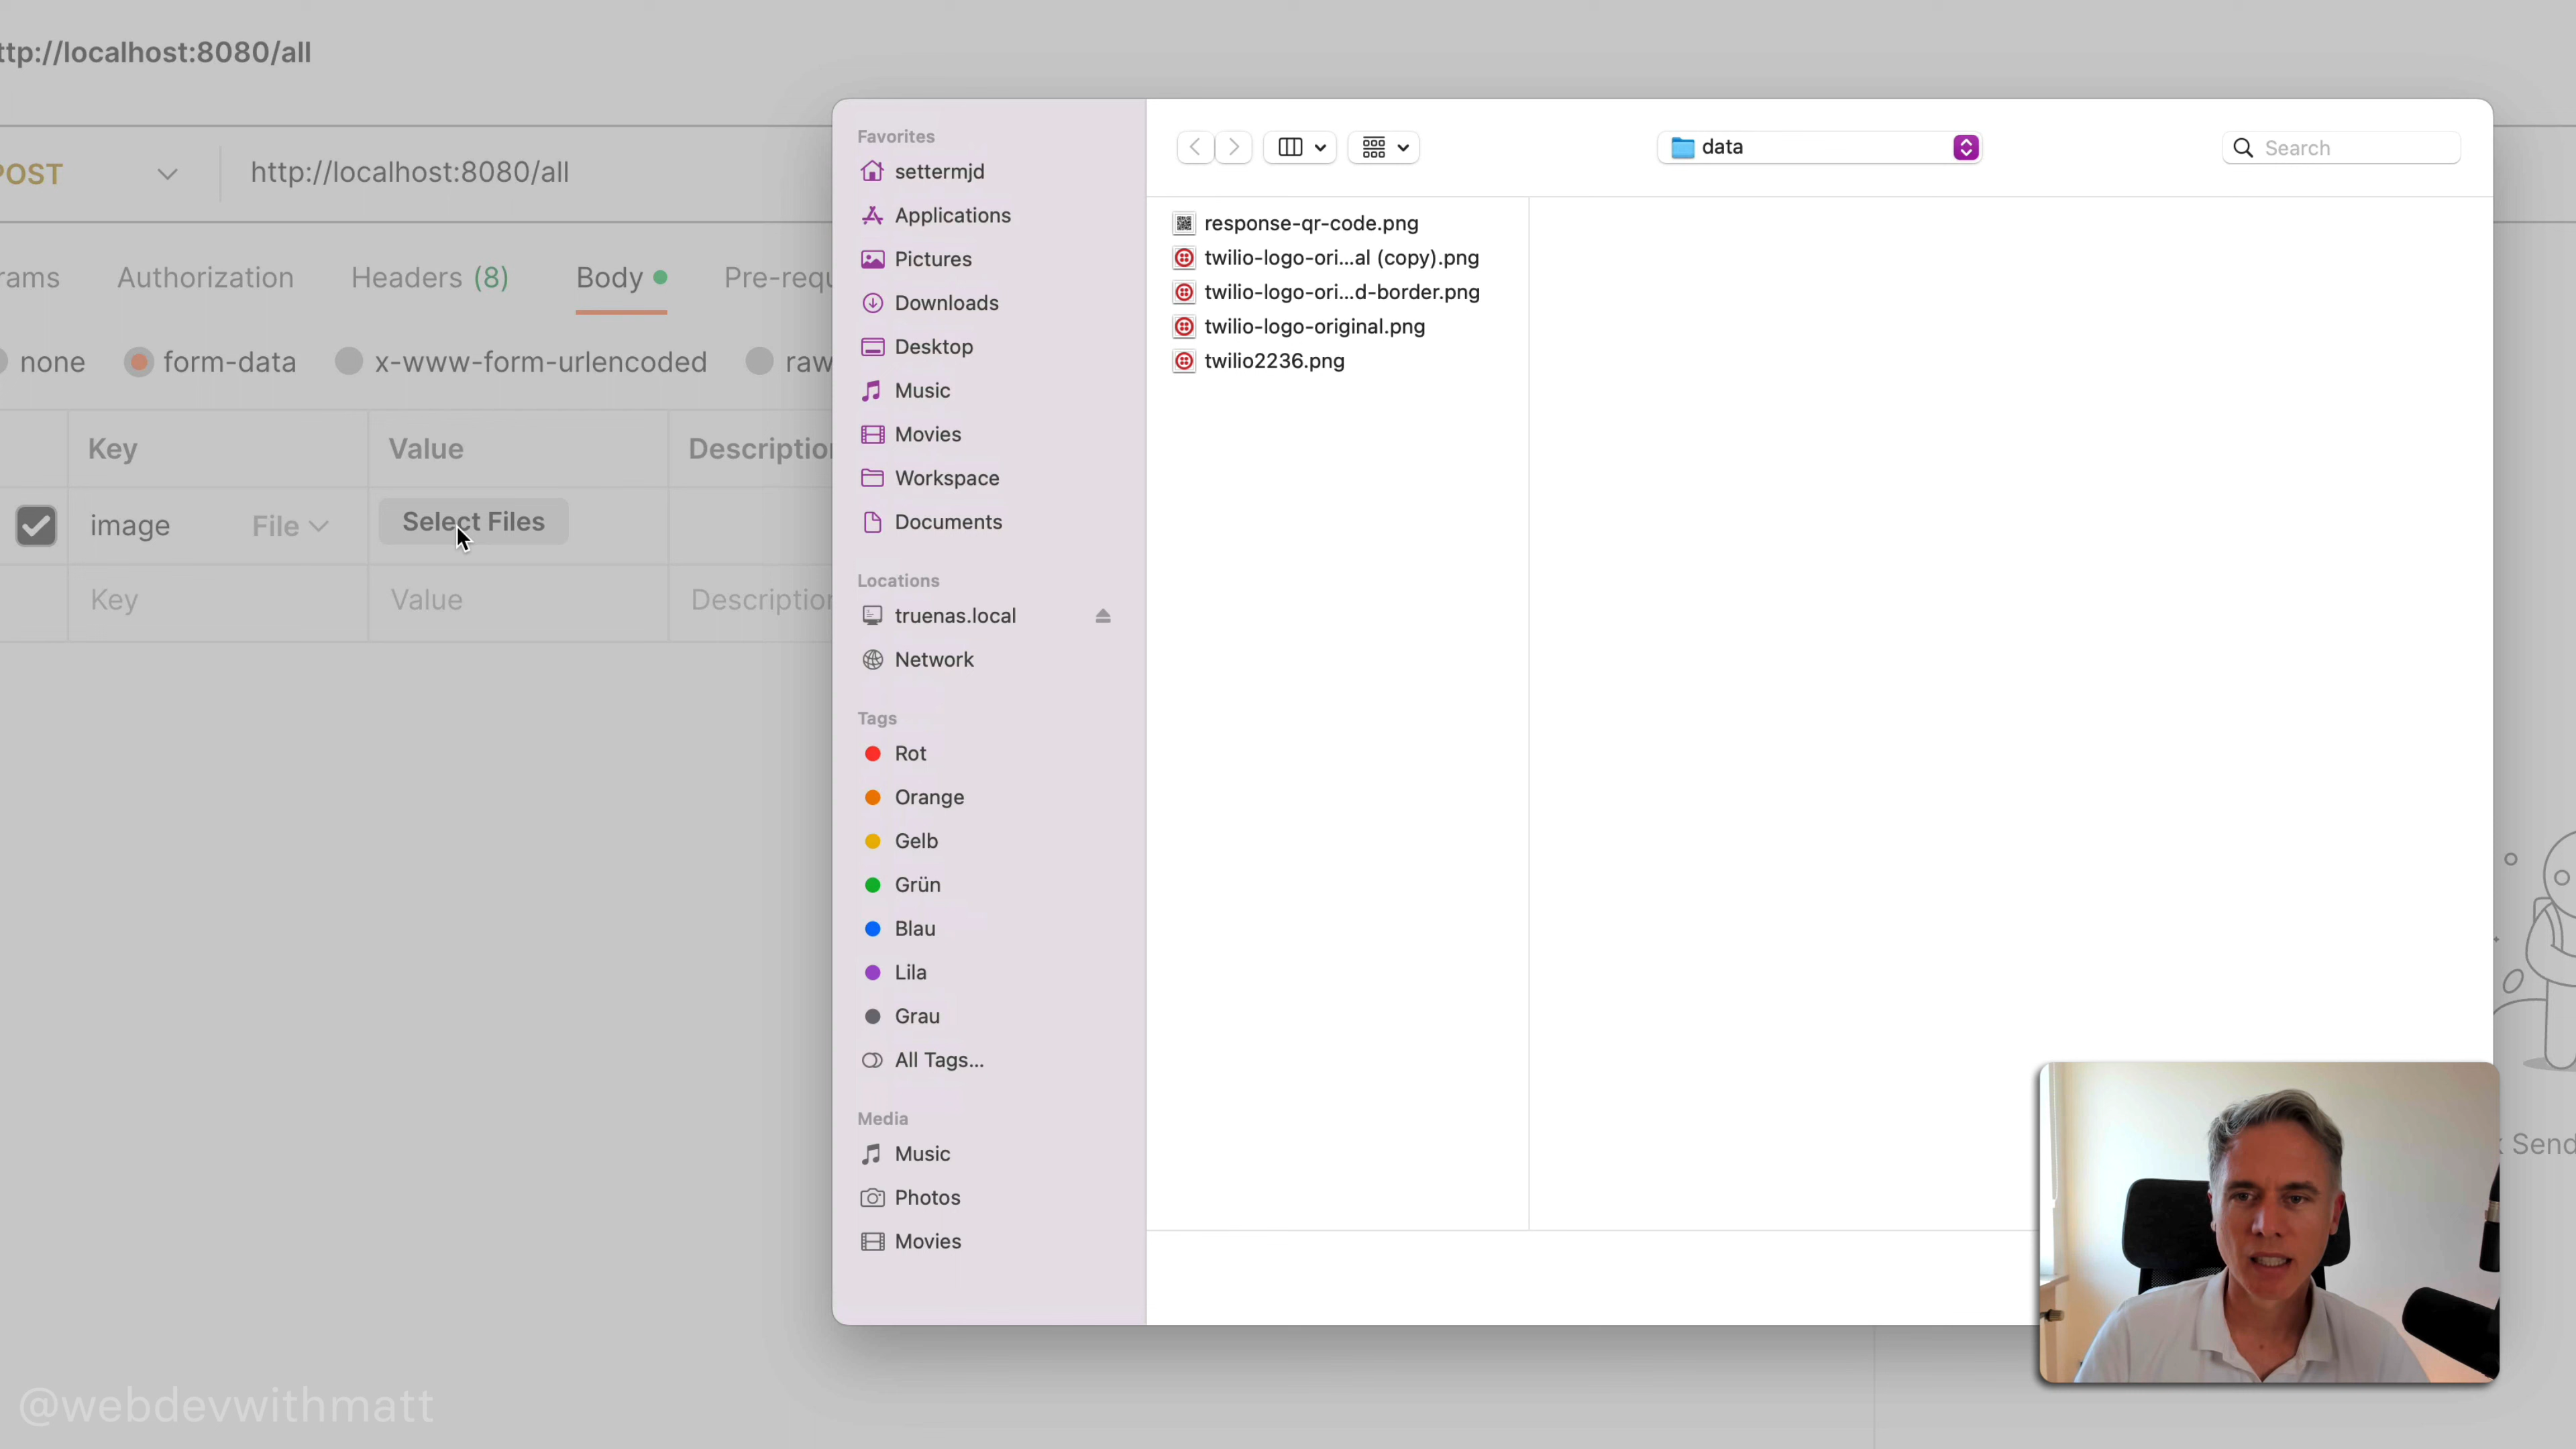 ttp://localhost:8080/all
POST
http://localhost:8080/all
rams
Authorization
Headers (8)
Body
Pre-requ
none
form-data
x-www-form-urlencoded
raw
Key
Value
Description
image
File
Select Files
Key
Value
Description
Favorites
settermjd
Applications
Pictures
Downloads
Desktop
Music
Movies
Workspace
Documents
Locations
truenas.local
Network
Tags
Rot
Orange
Gelb
Grün
Blau
Lila
Grau
All Tags...
Media
Music
Photos
Movies
data
Search
response-qr-code.png
twilio-logo-ori...al (copy).png
twilio-logo-ori...d-border.png
twilio-logo-original.png
twilio2236.png
Send
@webdevwithmatt